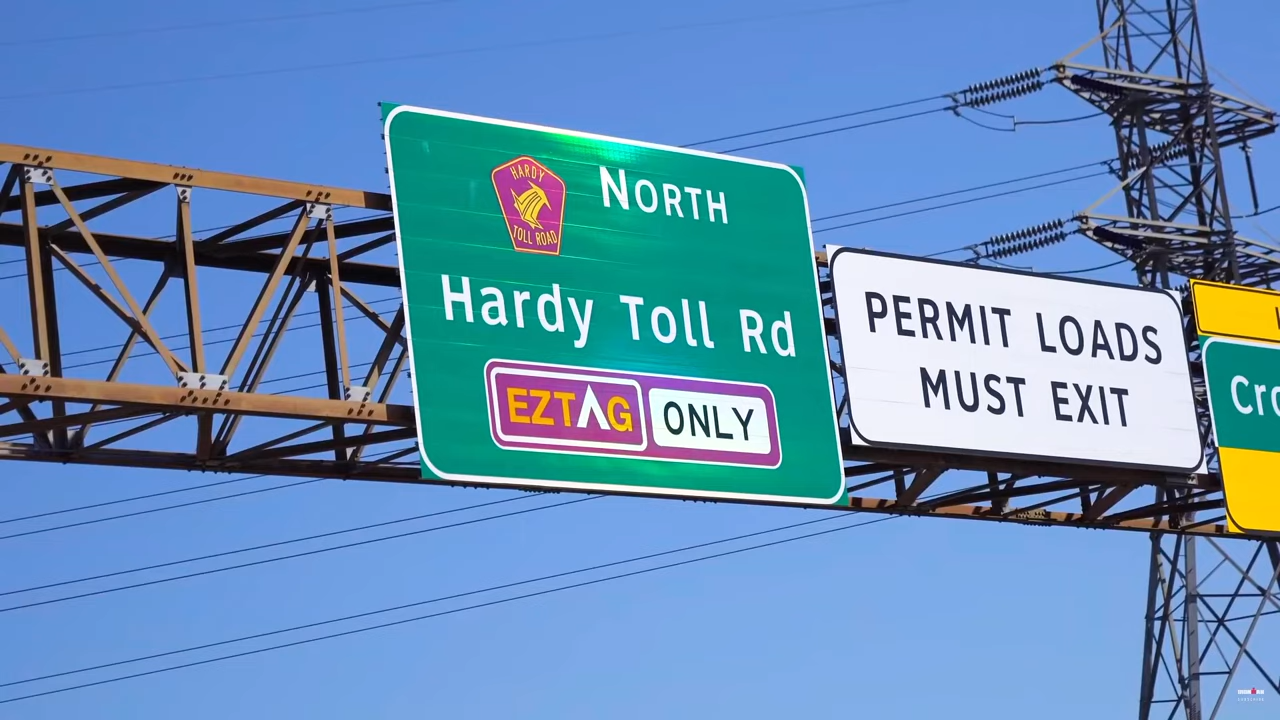 HARDY
TOLL ROAD
NORTH
Hardy Toll Rd
EZTAG ONLY
PERMIT LOADS
MUST EXIT